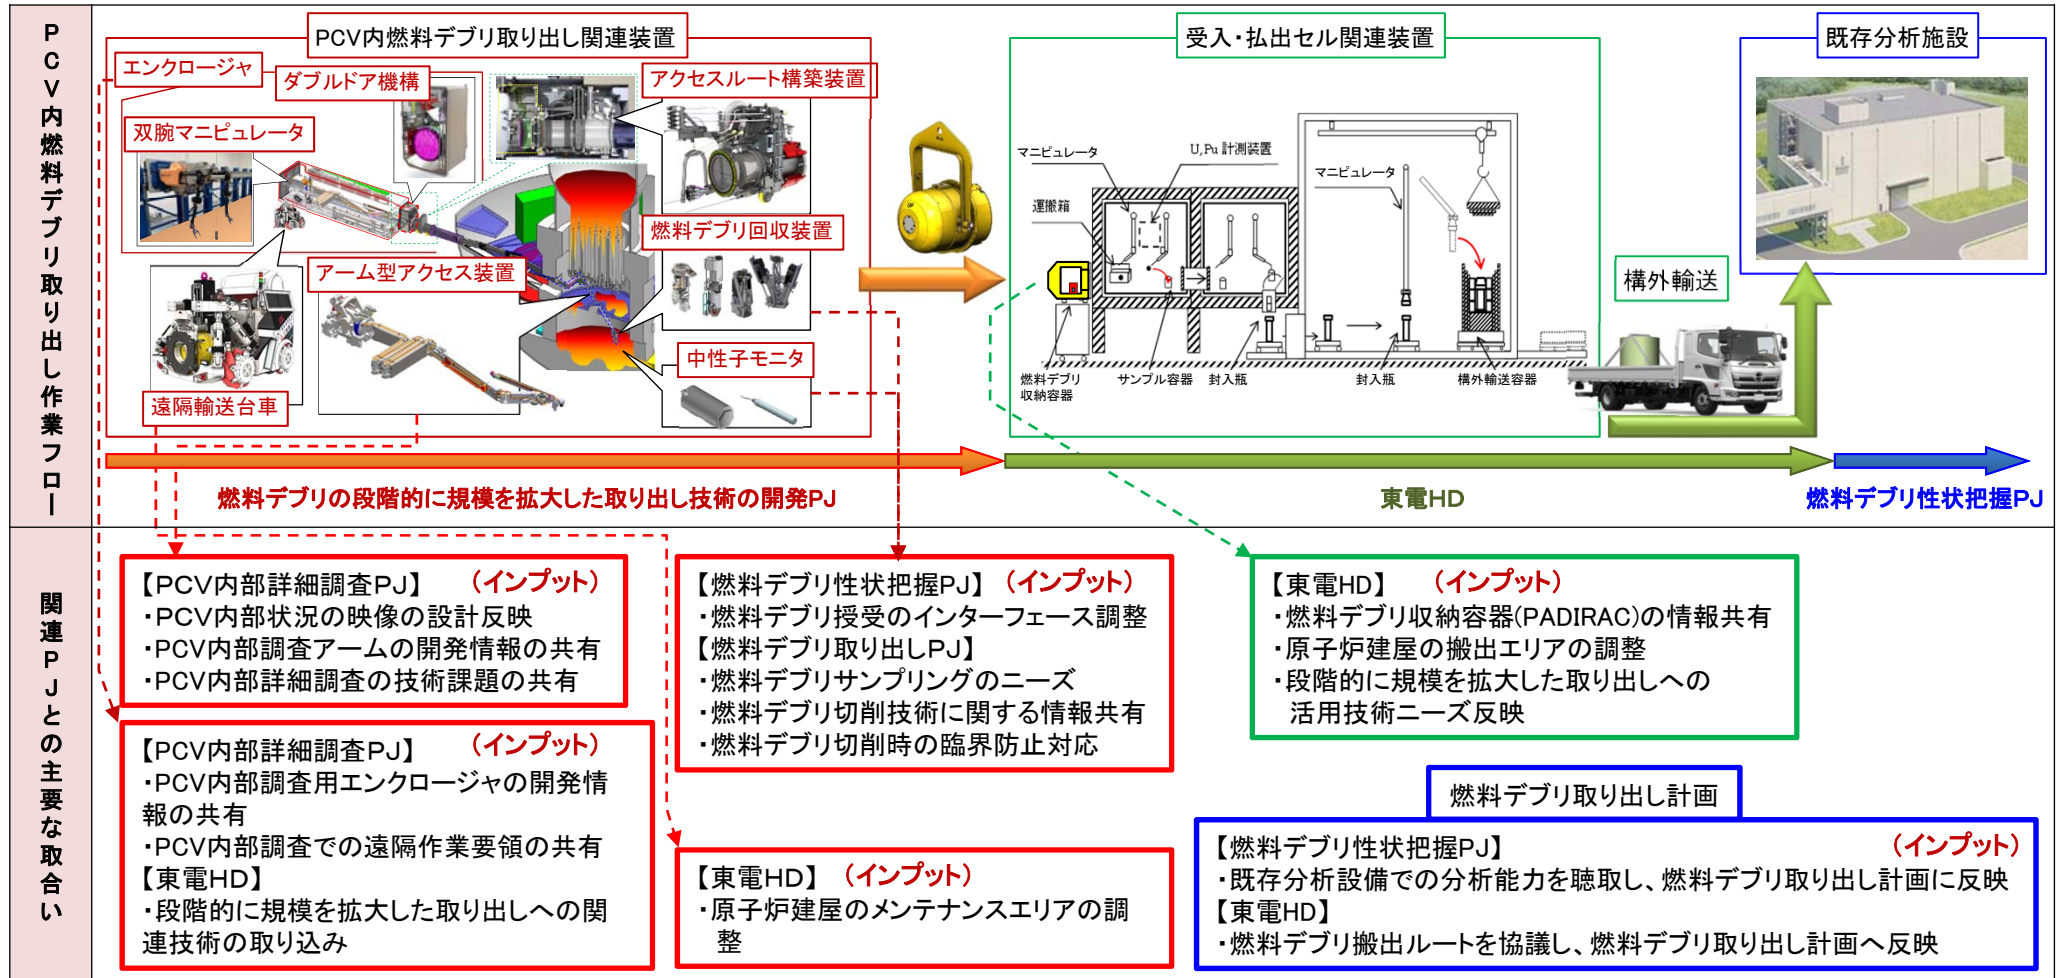 PCV内燃料デブリ取り出し作業フロー
PCV内燃料デブリ取り出し関連装置
エンクロージャ
ダブルドア機構
アクセスルート構築装置
双腕マニピュレータ
燃料デブリ回収装置
アーム型アクセス装置
中性子モニタ
遠隔輸送台車
受入・払出セル関連装置
マニピュレータ
U,Pu 計測装置
マニピュレータ
運搬箱
燃料デブリ
収納容器
サンプル容器
封入瓶
封入瓶
構外輸送容器
既存分析施設
構外輸送
燃料デブリの段階的に規模を拡大した取り出し技術の開発PJ
東電HD
燃料デブリ性状把握PJ
関連PJとの主要な取合い
【PCV内部詳細調査PJ】 (インプット)
・PCV内部状況の映像の設計反映
・PCV内部調査アームの開発情報の共有
・PCV内部詳細調査の技術課題の共有
【PCV内部詳細調査PJ】 (インプット)
・PCV内部調査用エンクロージャの開発情
報の共有
・PCV内部調査での遠隔作業要領の共有
【東電HD】
・段階的に規模を拡大した取り出しへの関
連技術の取り込み
【燃料デブリ性状把握PJ】 (インプット)
・燃料デブリ授受のインターフェース調整
【燃料デブリ取り出しPJ】
・燃料デブリサンプリングのニーズ
・燃料デブリ切削技術に関する情報共有
・燃料デブリ切削時の臨界防止対応
【東電HD】 (インプット)
・原子炉建屋のメンテナンスエリアの調
整
【東電HD】 (インプット)
・燃料デブリ収納容器(PADIRAC)の情報共有
・原子炉建屋の搬出エリアの調整
・段階的に規模を拡大した取り出しへの
活用技術ニーズ反映
燃料デブリ取り出し計画
【燃料デブリ性状把握PJ】 (インプット)
・既存分析設備での分析能力を聴取し、燃料デブリ取り出し計画に反映
【東電HD】
・燃料デブリ搬出ルートを協議し、燃料デブリ取り出し計画へ反映